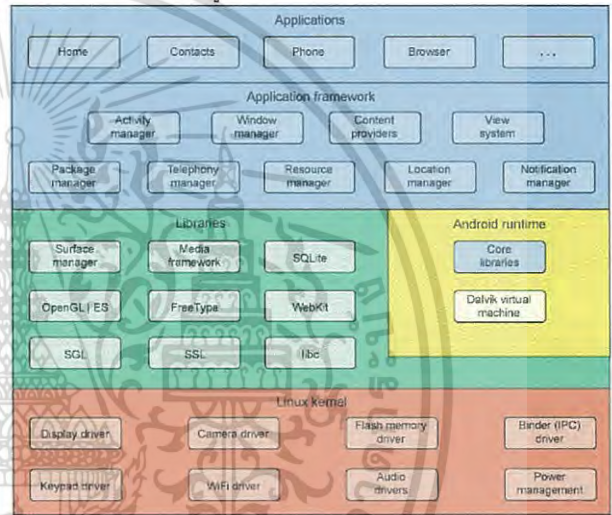 Applications
Home Contacts Phone Browser ...
Application framework
Activity manager Window manager Content providers View system
Package manager Telephony manager Resource manager Location manager Notification manager
Libraries Android runtime
Surface manager Media framework SQLite Core libraries
OpenGL | ES FreeType WebKit Dalvik virtual machine
SGL SSL libc
Linux kernel
Display driver Camera driver Flash memory driver Binder (IPC) driver
Keypad driver WiFi driver Audio drivers Power management